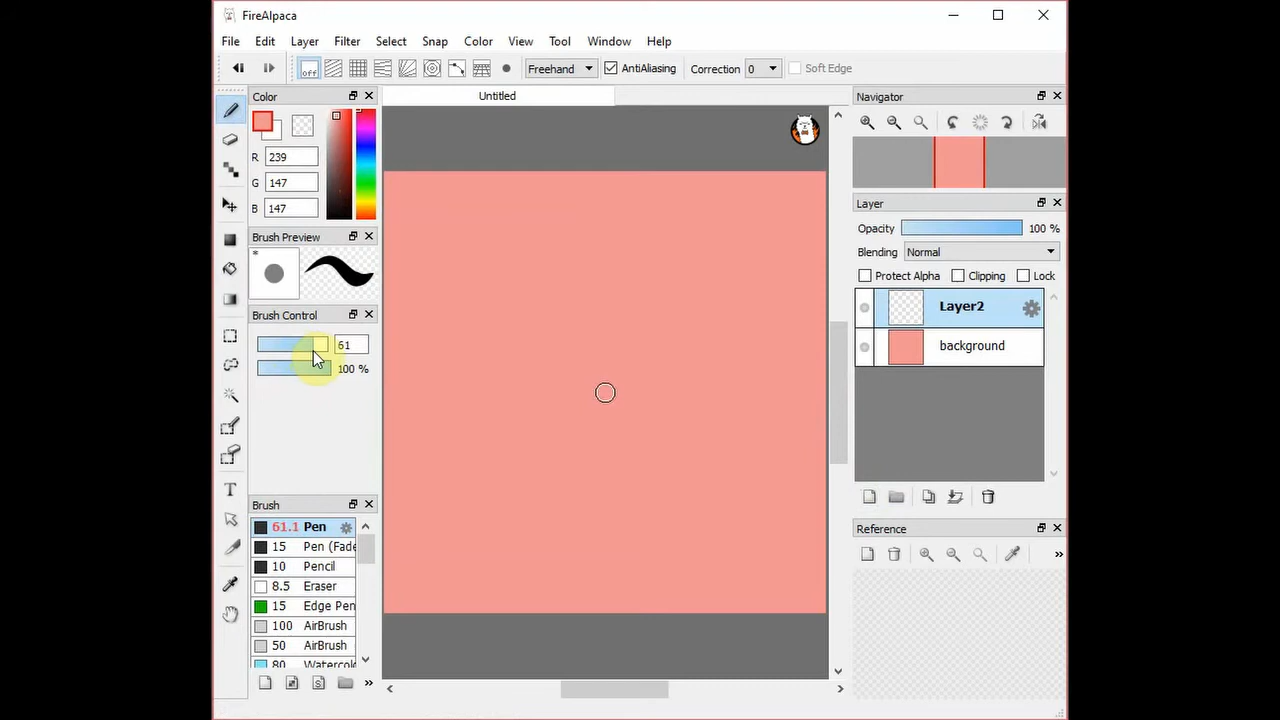 FireAlpaca
File Edit Layer Filter Select Snap Color View Tool Window Help
off Freehand AntiAliasing Correction 0 Soft Edge
Color Untitled Navigator
R 239
G 147
B 147
Layer
Opacity 100 %
Brush Preview
Blending Normal
*
Protect Alpha Clipping Lock
Layer2
Brush Control
61
background
100 %
Brush
61.1 Pen
15 Pen (Fade
10 Pencil
8.5 Eraser
15 Edge Pen
100 AirBrush
50 AirBrush
80 Watercol
T
S
Reference
»
»